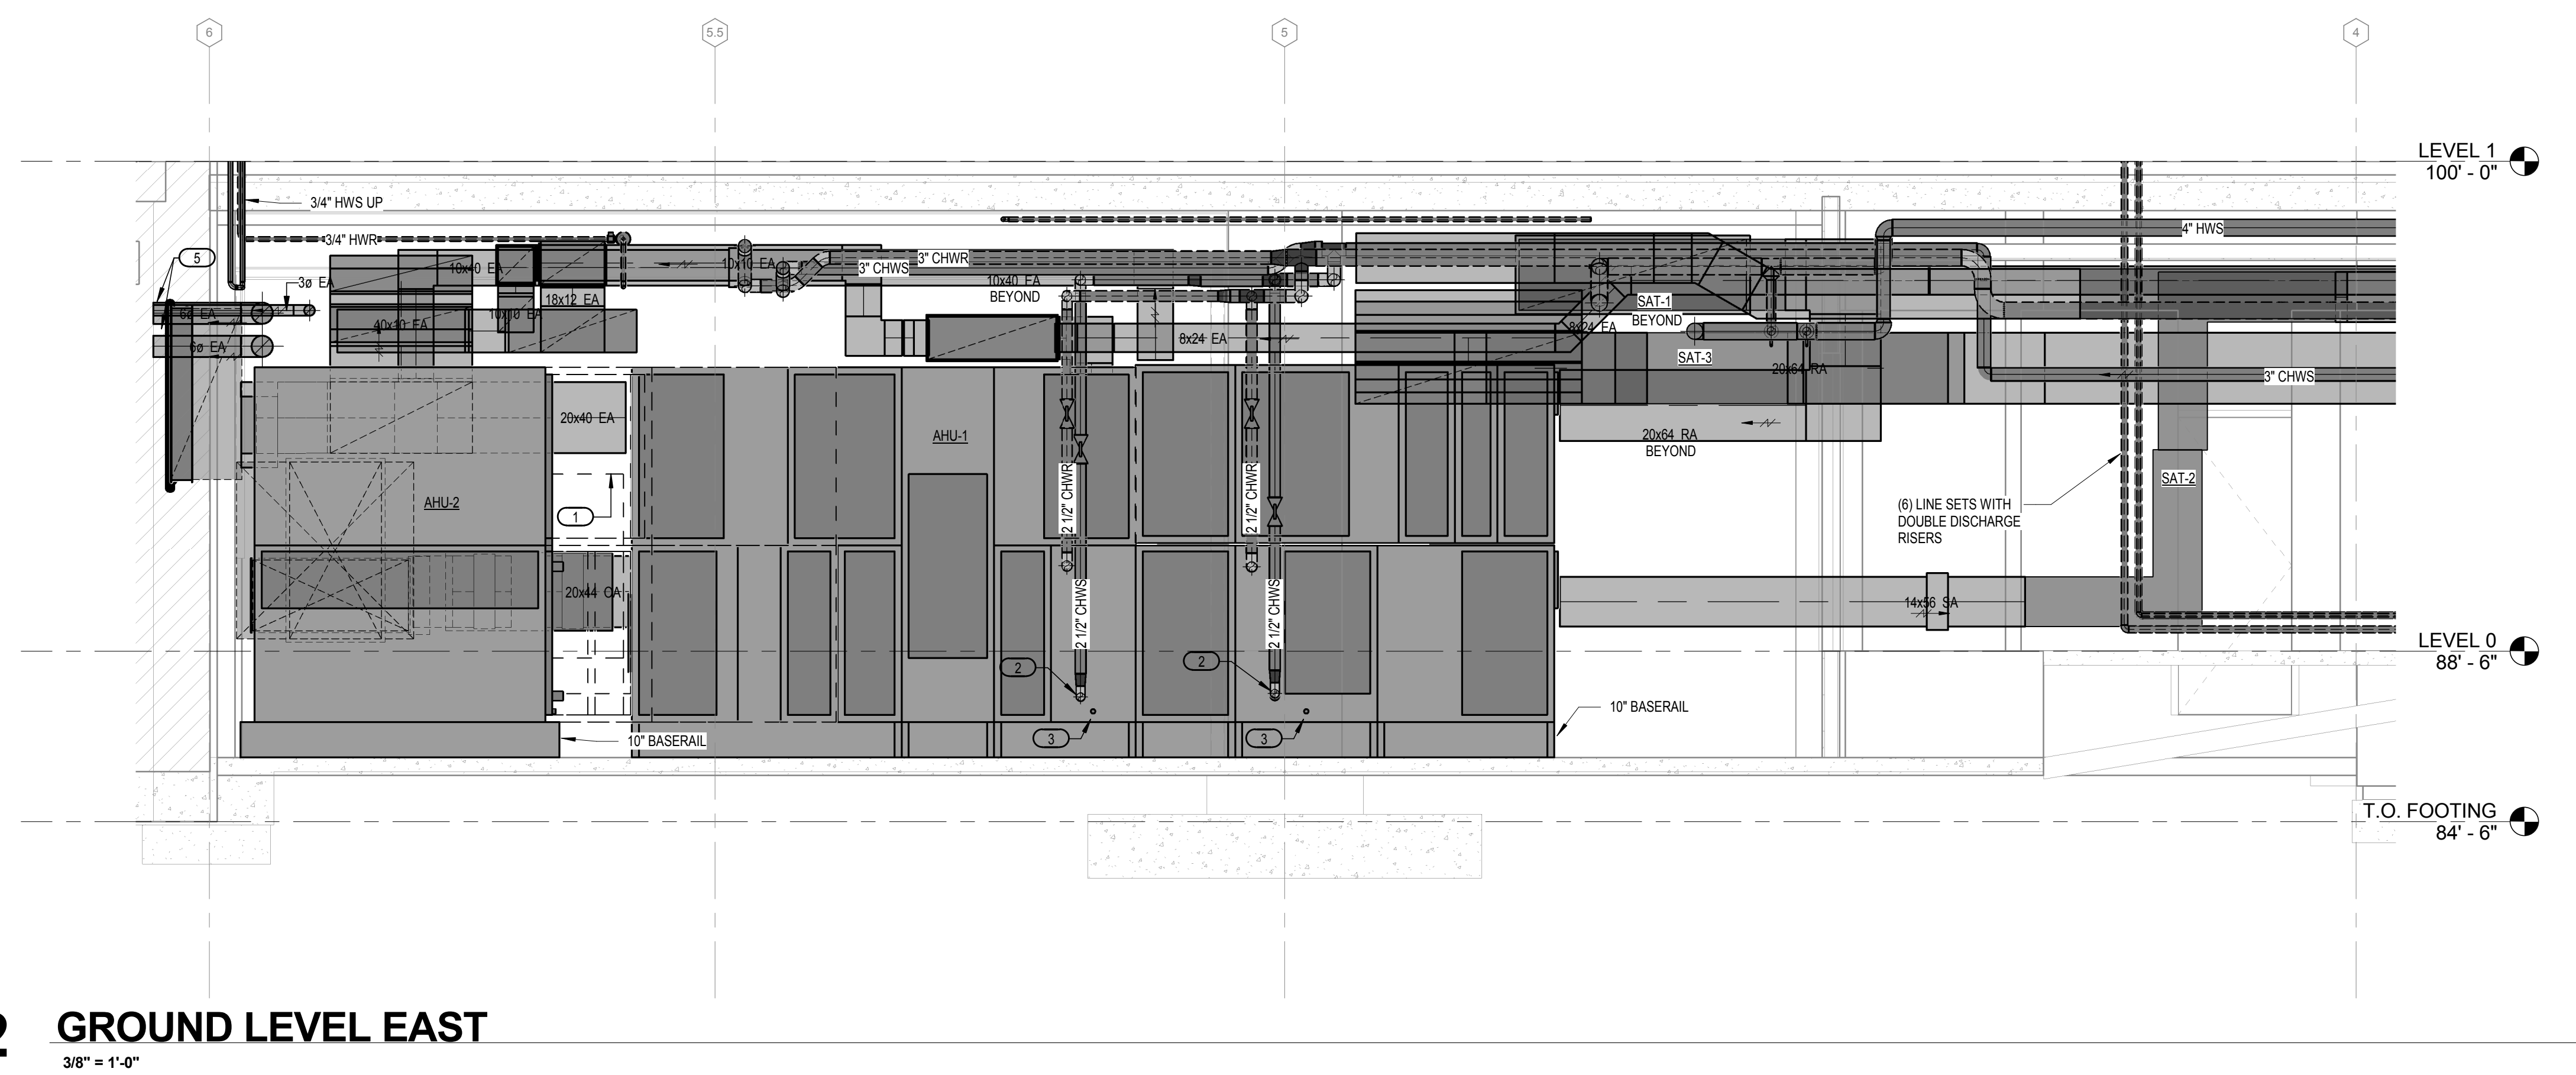 6
5.5
5
4
LEVEL 1
100' - 0"
3/4" HWS UP
3/4" HWR
4" HWS
5
10x40 EA
10x10 EA
3" CHWS
3" CHWR
10x40 EA
BEYOND
3ø EA
18x12 EA
10x10 EA
6ø EA
40x10 EA
6ø EA
8x24 EA
SAT-1
BEYOND
8x24 EA
SAT-3
20x64 RA
3" CHWS
20x40 EA
AHU-1
20x64 RA
BEYOND
AHU-2
1
2 1/2" CHWR
2 1/2" CHWR
SAT-2
(6) LINE SETS WITH
DOUBLE DISCHARGE
RISERS
20x44 OA
2 1/2" CHWS
2 1/2" CHWS
14x56 SA
LEVEL 0
88' - 6"
2
2
10" BASERAIL
3
3
10" BASERAIL
T.O. FOOTING
84' - 6"
2
GROUND LEVEL EAST
3/8" = 1'-0"